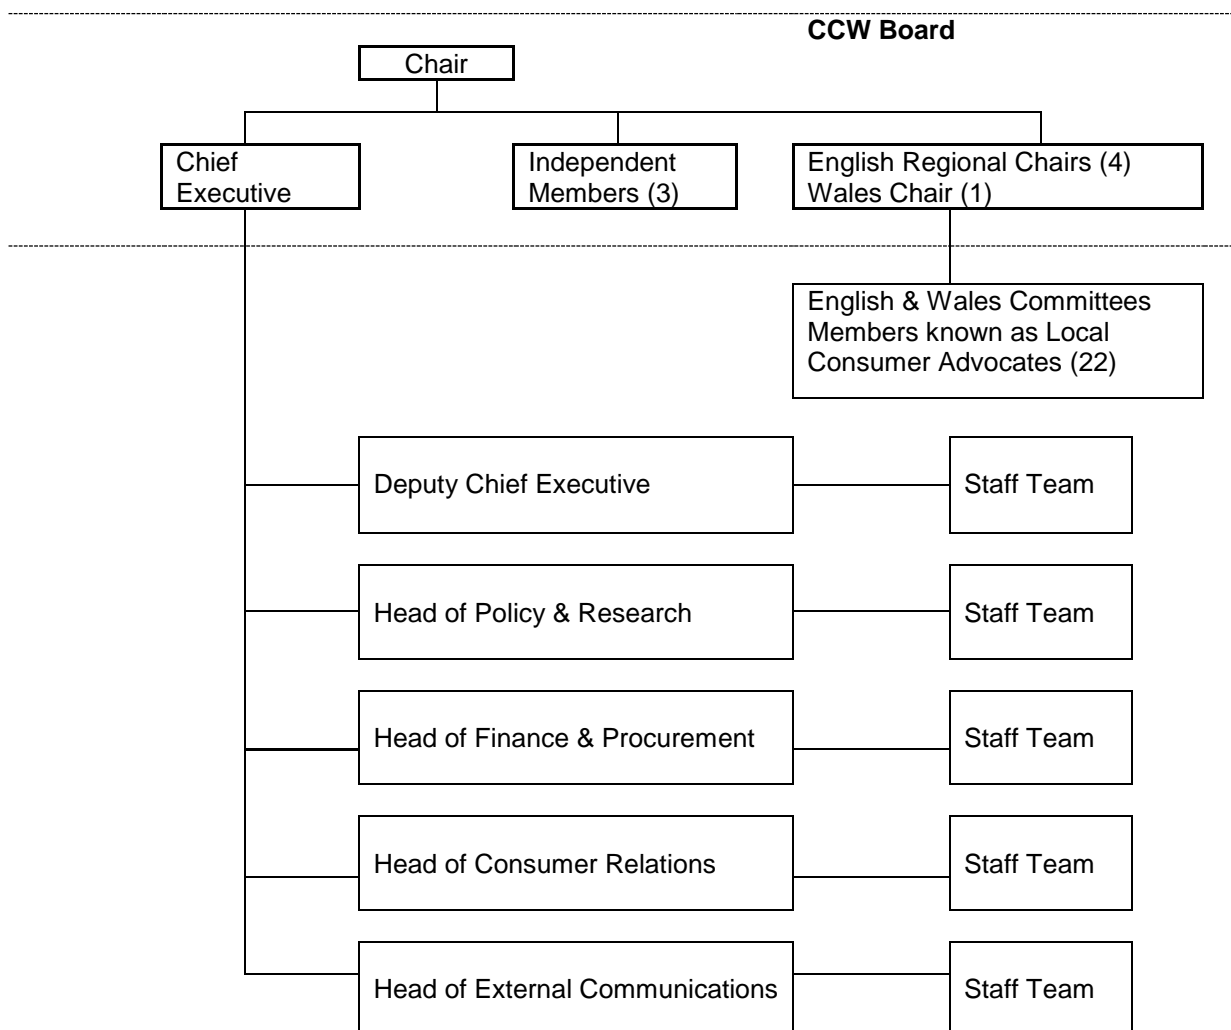 CCW Board
Chair
Chief
Executive
Independent
Members (3)
English Regional Chairs (4)
Wales Chair (1)
English & Wales Committees
Members known as Local
Consumer Advocates (22)
Deputy Chief Executive
Staff Team
Head of Policy & Research
Staff Team
Head of Finance & Procurement
Staff Team
Head of Consumer Relations
Staff Team
Head of External Communications
Staff Team